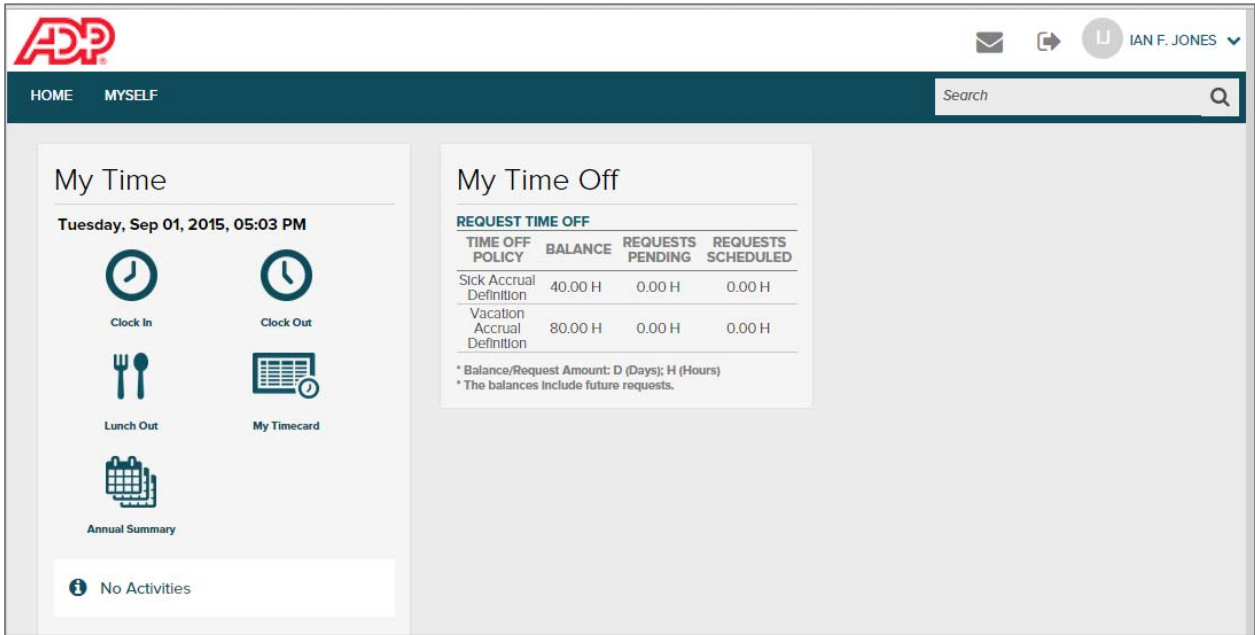 ADP
IJ IAN F. JONES
HOME MYSELF Search
My Time
Tuesday, Sep 01, 2015, 05:03 PM
Clock In Clock Out
Lunch Out My Timecard
Annual Summary
No Activities
My Time Off
REQUEST TIME OFF
TIME OFF POLICY BALANCE REQUESTS PENDING REQUESTS SCHEDULED
Sick Accrual Definition 40.00 H 0.00 H 0.00 H
Vacation Accrual Definition 80.00 H 0.00 H 0.00 H
* Balance/Request Amount: D (Days); H (Hours)
* The balances include future requests.